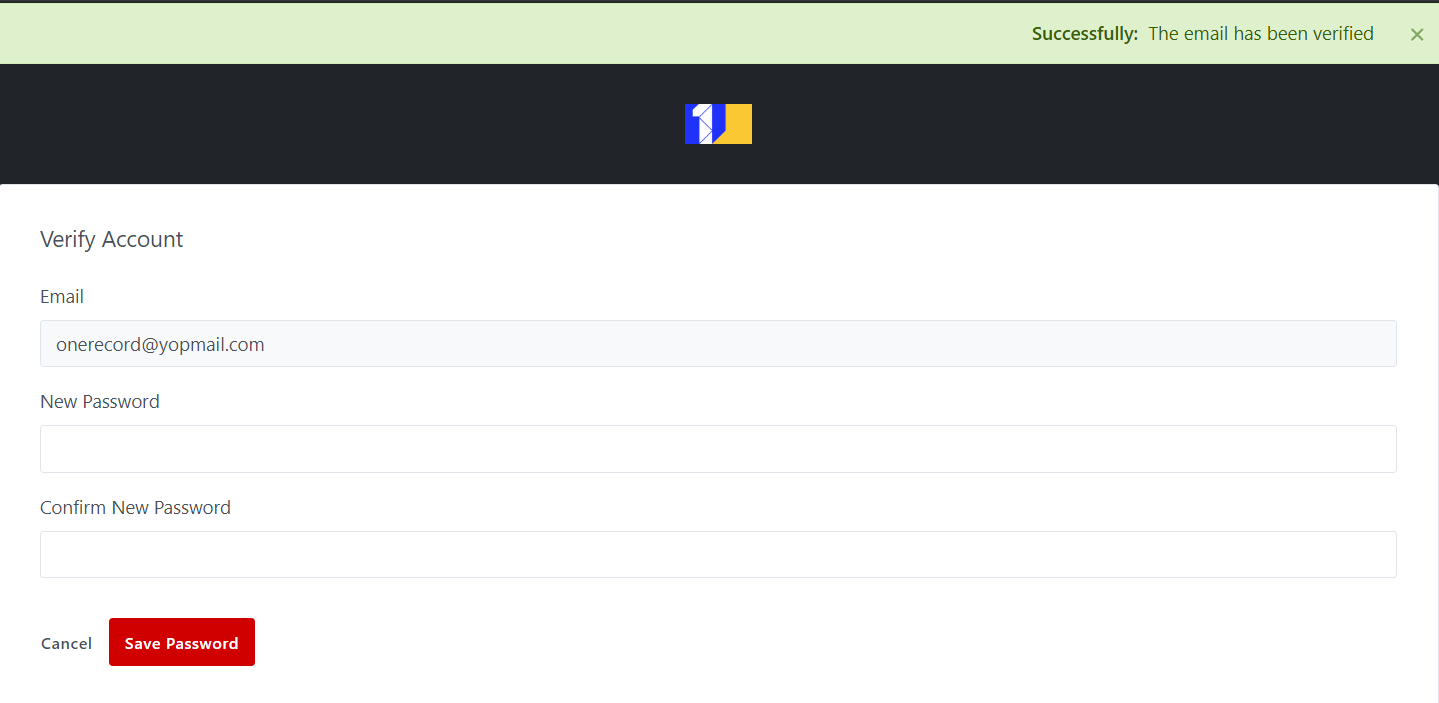 Successfully: The email has been verified ×
1
Verify Account
Email
onerecord@yopmail.com
New Password
Confirm New Password
Cancel Save Password